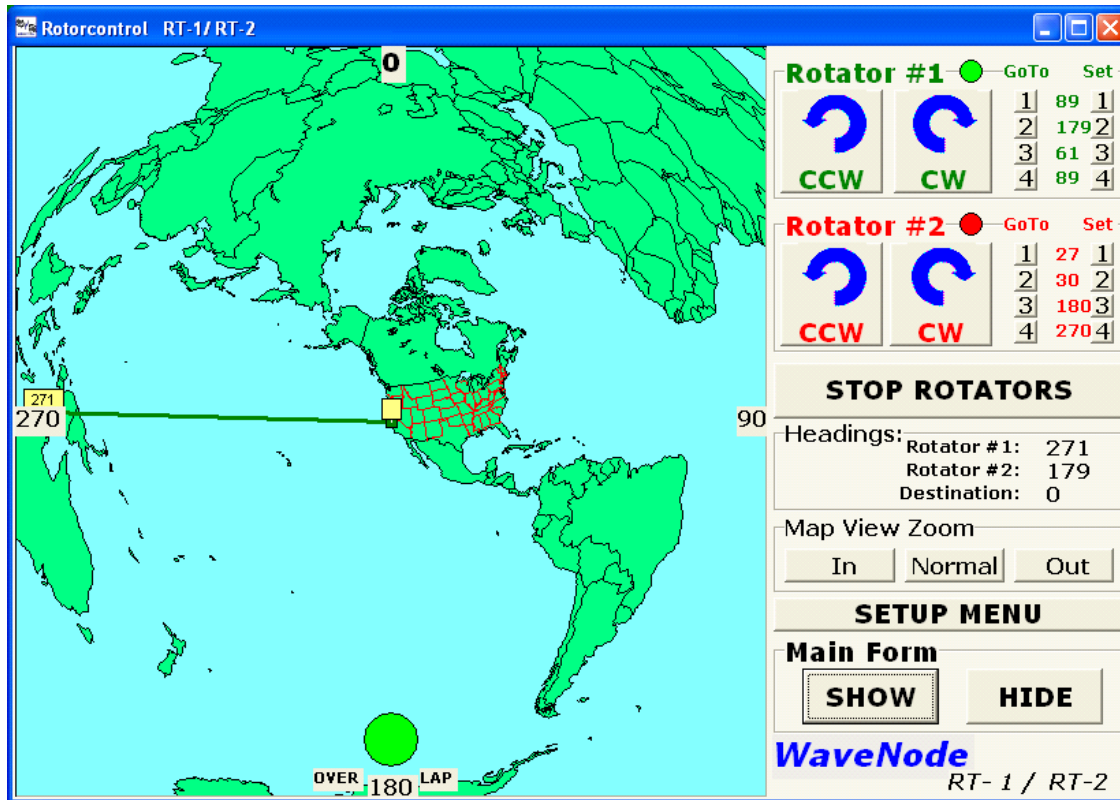 Rotorcontrol RT-1/ RT-2
0
271
270
90
OVER 180 LAP
Rotator #1 GoTo Set
1 89 1
2 179 2
3 61 3
4 89 4
CCW CW
Rotator #2 GoTo Set
1 27 1
2 30 2
3 180 3
4 270 4
CCW CW
STOP ROTATORS
Headings:
Rotator #1: 271
Rotator #2: 179
Destination: 0
Map View Zoom
In Normal Out
SETUP MENU
Main Form
SHOW HIDE
WaveNode
RT- 1 / RT-2